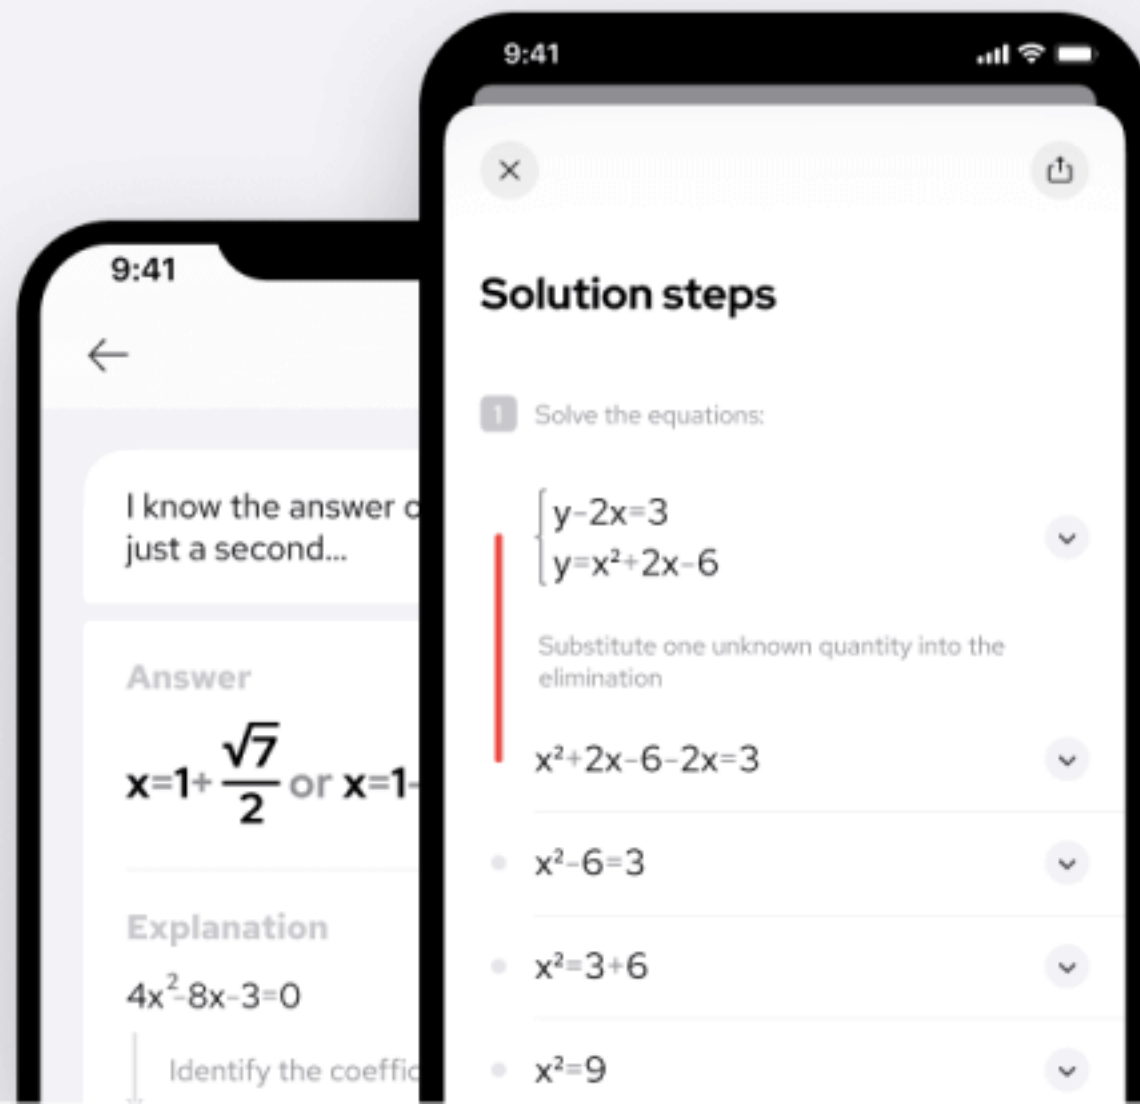 9:41
I know the answer
just a second...
Answer
x=1+√7/2 or x=1-
Explanation
4x²-8x-3=0
Identify the
9:41
Solution steps
1 Solve the equations:
y-2x=3
y=x²+2x-6
Substitute one unknown quantity into the
elimination
x²+2x-6-2x=3
x²-6=3
x²=3+6
x²=9